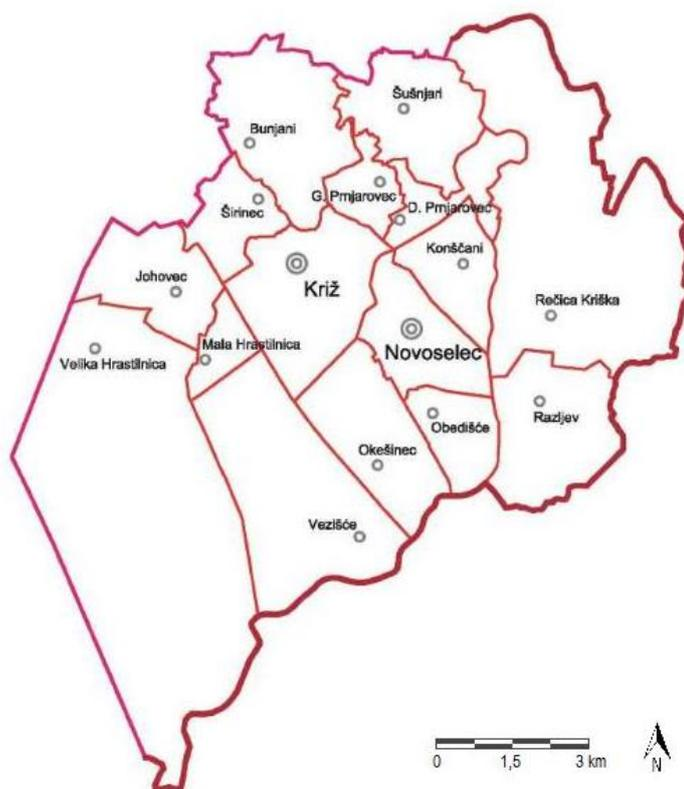 Šušnjari
Bunjani
G. Prnjarovec
Širinec
D. Prnjarovec
Konščani
Johovec
Križ
Rečica Kriška
Mala Hrastilnica
Novoselec
Velika Hrastilnica
Obedišće
Razljev
Okešinec
Vezišće
0 1,5 3 km
N